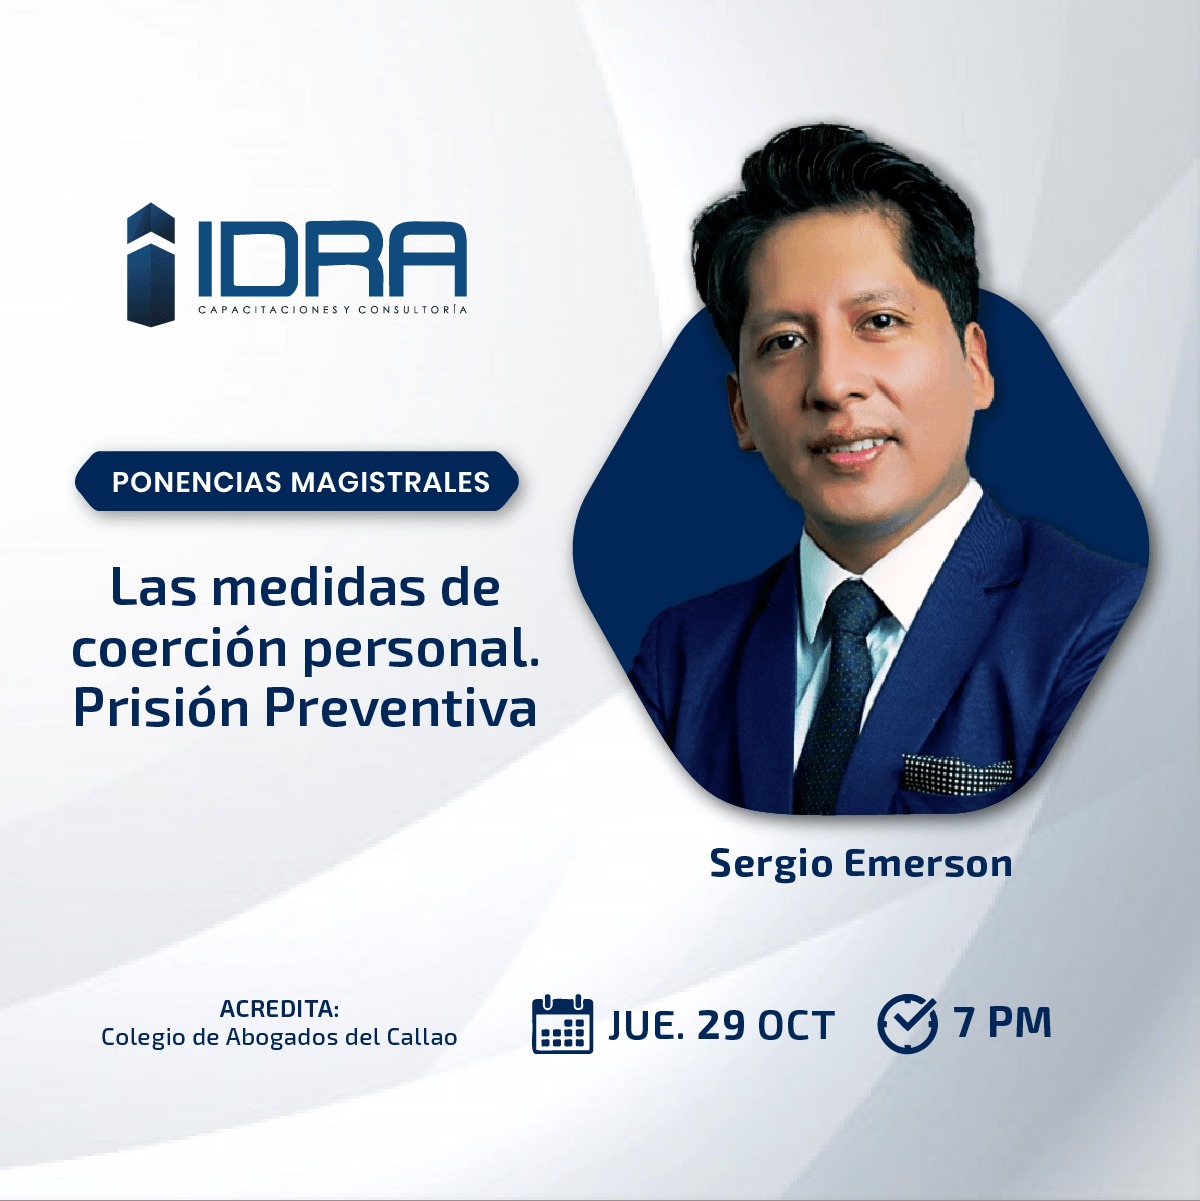 IDRA
CAPACITACIONES Y CONSULTORÍA
PONENCIAS MAGISTRALES
Las medidas de
coerción personal.
Prisión Preventiva
Sergio Emerson
ACREDITA:
Colegio de Abogados del Callao
JUE. 29 OCT
7 PM